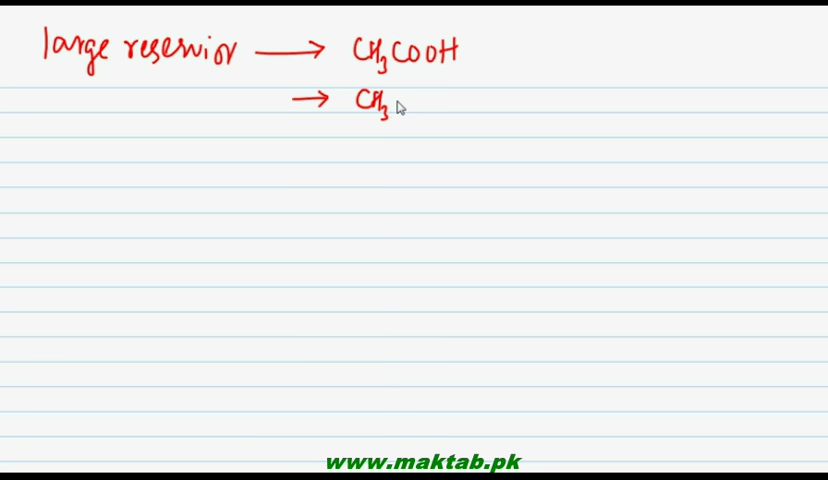 large reservior → CH₃COOH
→ CH₃
www.maktab.pk